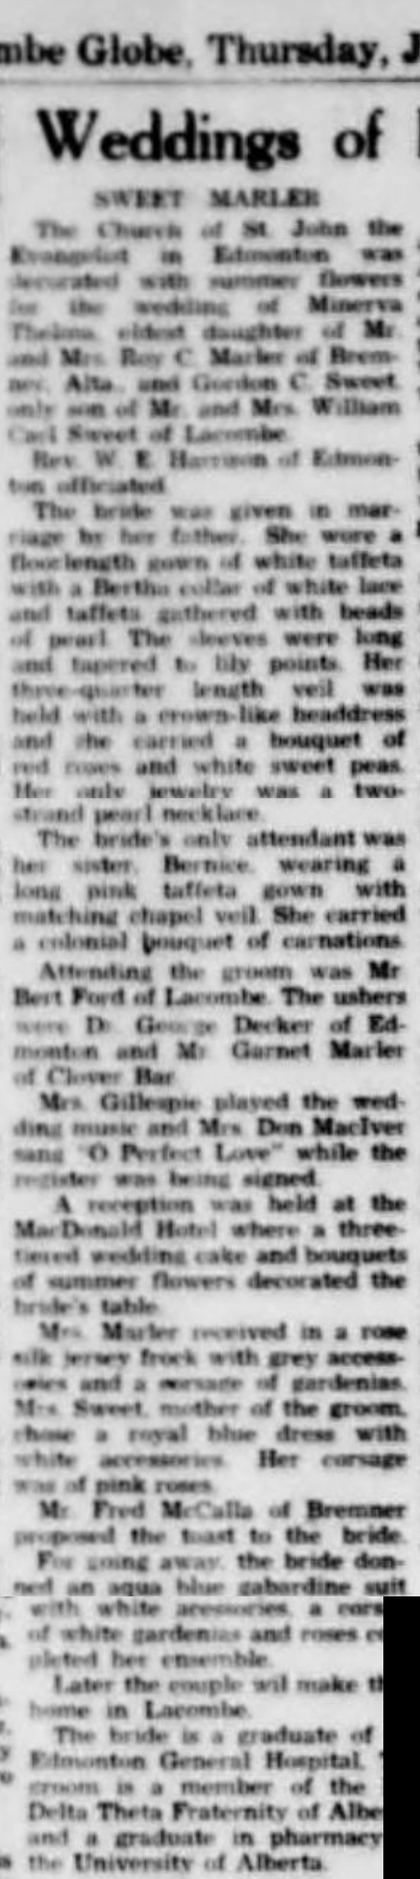 mbe Globe, Thursday, J
Weddings of
SWEET MARLER
The Church of St. John the
Evangelist in Edmonton was
decorated with summer flowers
for the wedding of Minerva
Thelma, eldest daughter of Mr.
and Mrs. Roy C. Marler of Brem-
ner, Alta., and Gordon C. Sweet,
only son of Mr. and Mrs. William
Carl Sweet of Lacombe.
Rev. W. E. Harrison of Edmon-
ton officiated.
The bride was given in mar-
riage by her father. She wore a
floorlength gown of white taffeta
with a Bertha collar of white lace
and taffeta gathered with beads
of pearl. The sleeves were long
and tapered to lily points. Her
three-quarter length veil was
held with a crown-like headdress
and she carried a bouquet of
red roses and white sweet peas.
Her only jewelry was a two-
strand pearl necklace.
The bride's only attendant was
her sister, Bernice, wearing a
long pink taffeta gown with
matching chapel veil. She carried
a colonial bouquet of carnations.
Attending the groom was Mr.
Bert Ford of Lacombe. The ushers
were Dr. George Decker of Ed-
monton and Mr. Garnet Marler
of Clover Bar.
Mrs. Gillespie played the wed-
ding music and Mrs. Don MacIver
sang "O Perfect Love" while the
register was being signed.
A reception was held at the
MacDonald Hotel where a three-
tiered wedding cake and bouquets
of summer flowers decorated the
bride's table.
Mrs. Marler received in a rose
silk jersey frock with grey access-
ories and a corsage of gardenias.
Mrs. Sweet, mother of the groom,
chose a royal blue dress with
white accessories. Her corsage
was of pink roses.
Mr. Fred McCalla of Bremner
proposed the toast to the bride.
For going away, the bride don-
ned an aqua blue gabardine suit
with white acessories, a cors
of white gardenias and roses c
pleted her ensemble.
Later the couple wil make th
home in Lacombe.
The bride is a graduate of
Edmonton General Hospital.
groom is a member of the
Delta Theta Fraternity of Albe
and a graduate in pharmacy
the University of Alberta.